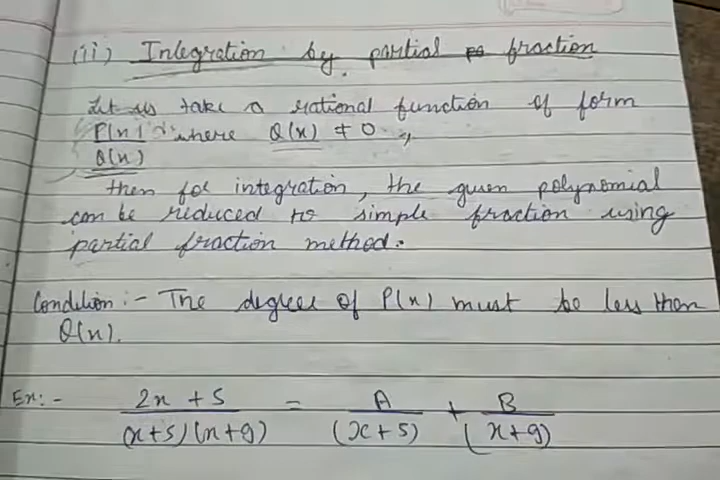 (ii) Integration by partial fraction
Let us take a rational function of form
P(x) where Q(x) ≠ 0,
Q(x)
then for integration, the given polynomial
can be reduced to simple fraction using
partial fraction method.
Condition :- The degree of P(x) must be less then
Q(x).
Ex:- 2x + 5 = A + B
(x+5)(x+9) (x+5) (x+9)